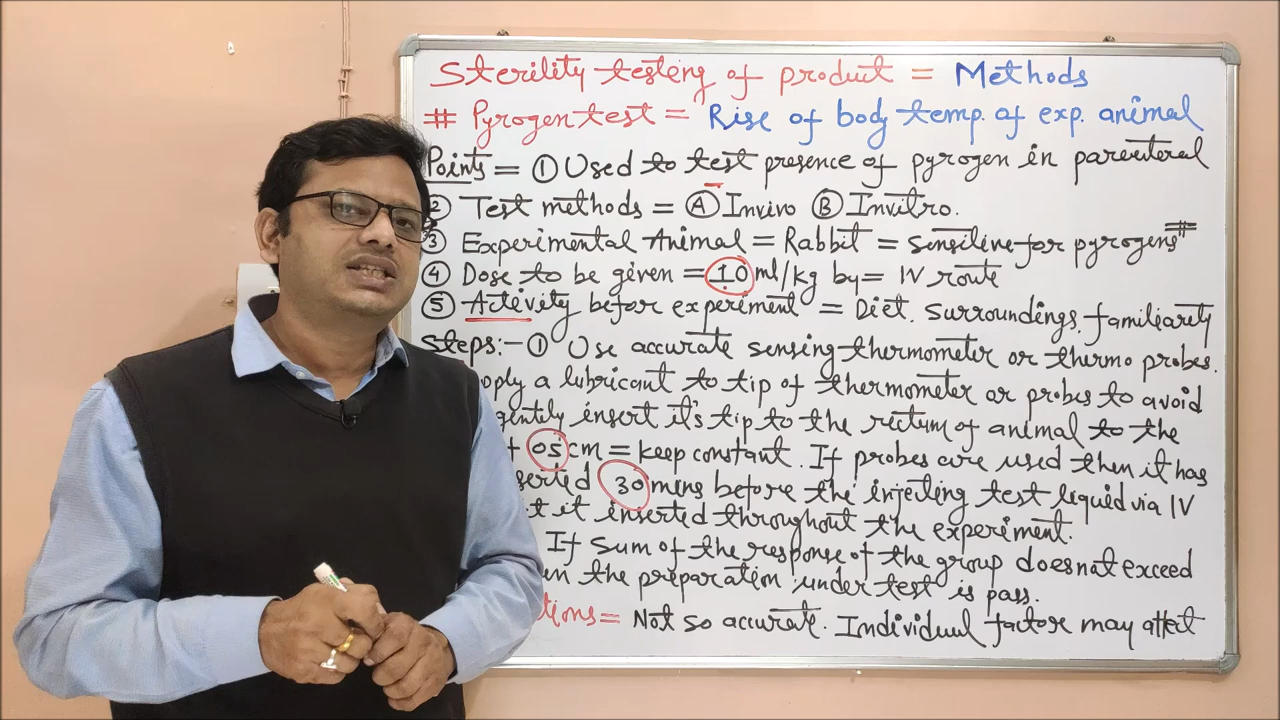 Sterility testing of product = Methods
# Pyrogen test = Rise of body temp. of exp. animal
Points = ① Used to test presence of pyrogen in parenteral
② Test methods = Ⓐ Invivo Ⓑ Invitro.
③ Experimental Animal = Rabbit = sensitive for pyrogens #
④ Dose to be given = 10 ml/kg by = IV route
⑤ Activity before experiment = Diet. Surroundings, familiarity
Steps:- ① Use accurate sensing thermometer or thermo probes.
a lubricant to tip of thermometer or probes to avoid
gently insert it's tip to the rectum of animal to the
05 cm = keep constant. If probes are used then it has
30 mins before the injecting test liquid via IV
it inserted throughout the experiment.
If sum of the response of the group doesnot exceed
the preparation under test is pass.
= Not so accurate. Individual factors may affect